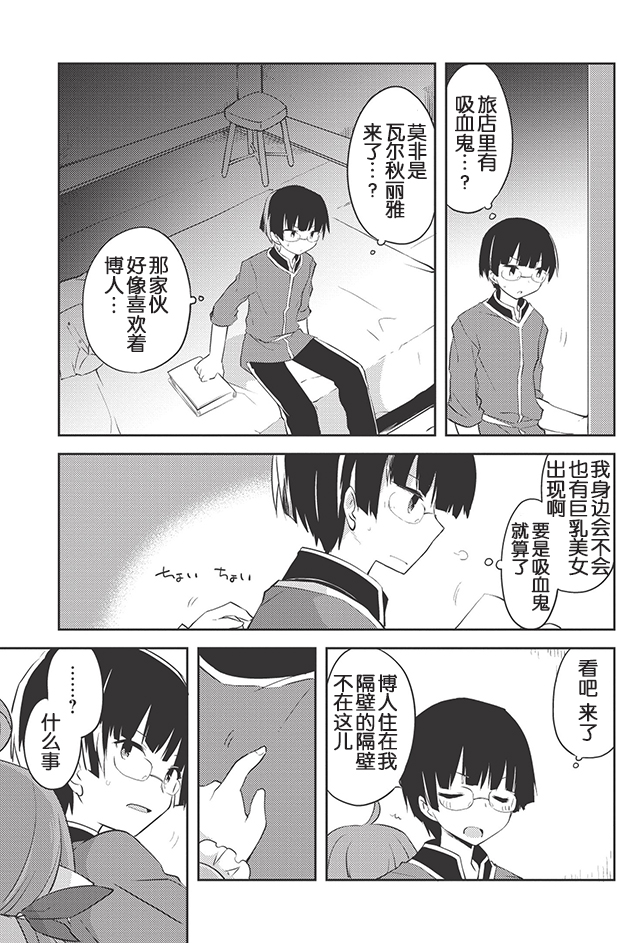 旅店里有
吸血鬼…?
莫非是
瓦尔秋丽雅
来了…?
那家伙
好像喜欢着
博人…
我身边会不会
也有巨乳美女
出现啊
要是吸血鬼
就算了
ちょい ちょい
看吧 来了
博人住在我
隔壁的隔壁
不在这儿
……?
什么事